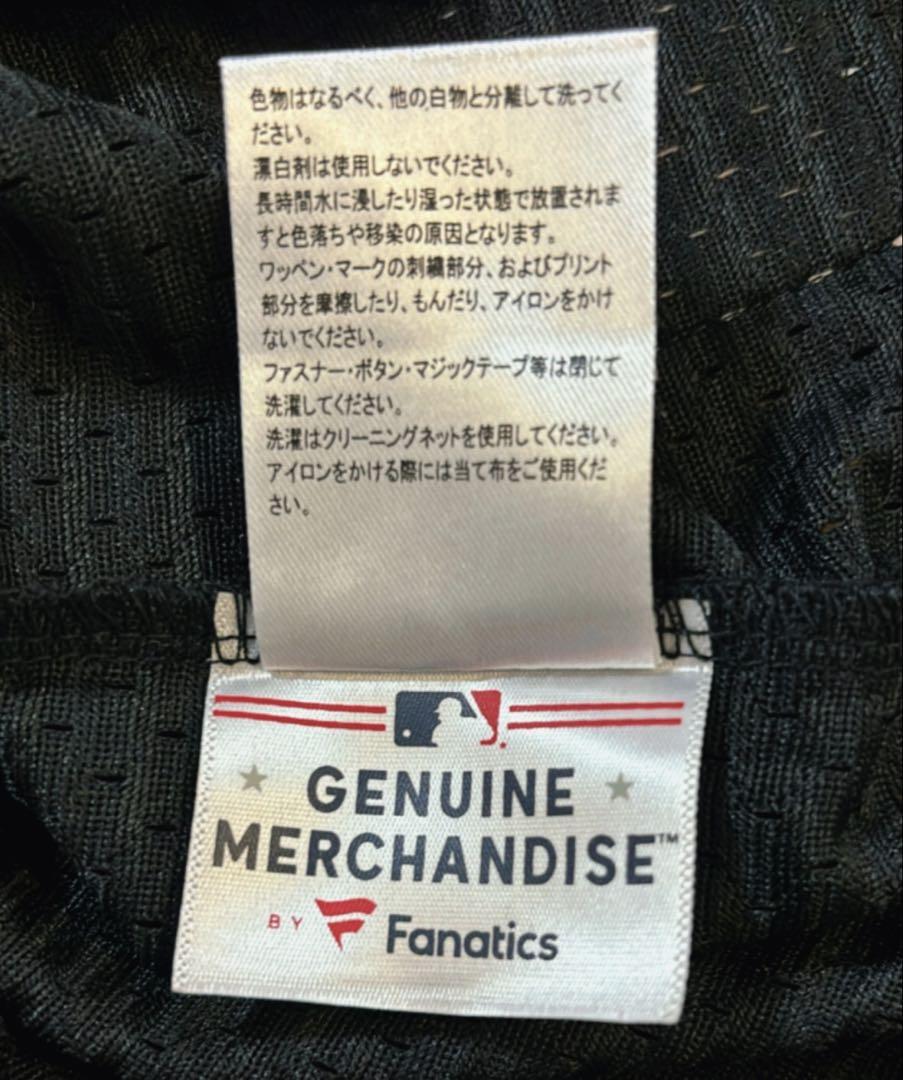 色物はなるべく、他の白物と分離して洗ってく
ださい。
漂白剤は使用しないでください。
長時間水に浸したり湿った状態で放置されま
すと色落ちや移染の原因となります。
ワッペン・マークの刺繍部分、およびプリント
部分を摩擦したり、もんだり、アイロンをかけ
ないでください。
ファスナー・ボタン・マジックテープ等は閉じて
洗濯してください。
洗濯はクリーニングネットを使用してください。
アイロンをかける際には当て布をご使用くだ
さい。
GENUINE
MERCHANDISE™
BY Fanatics